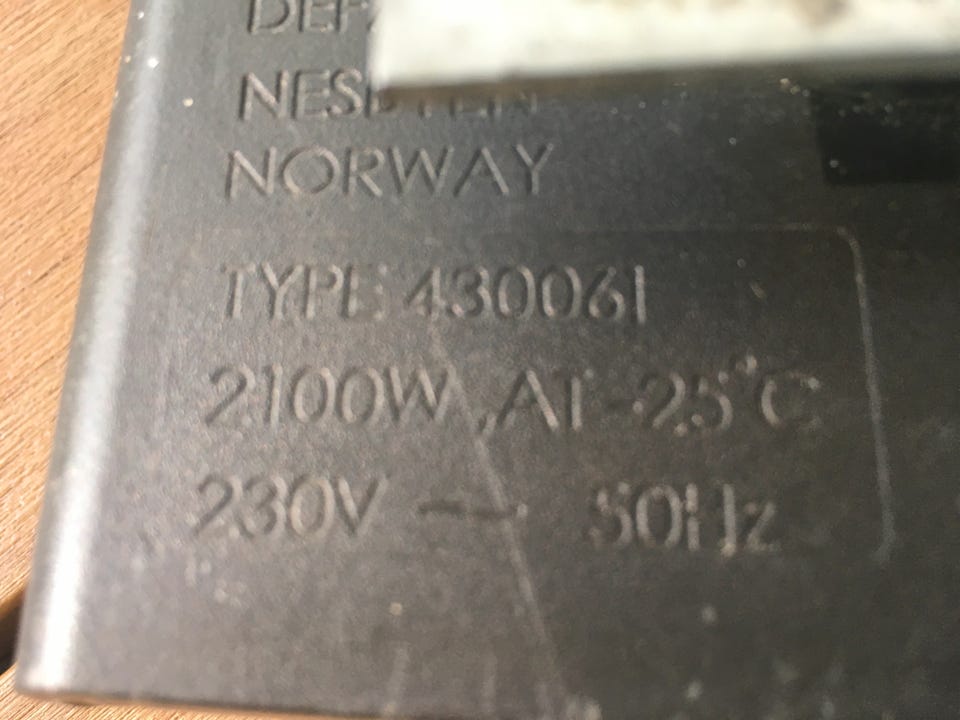 NORWAY
TYPE 430061
2100W, AT -25°C
230V ~ 50Hz